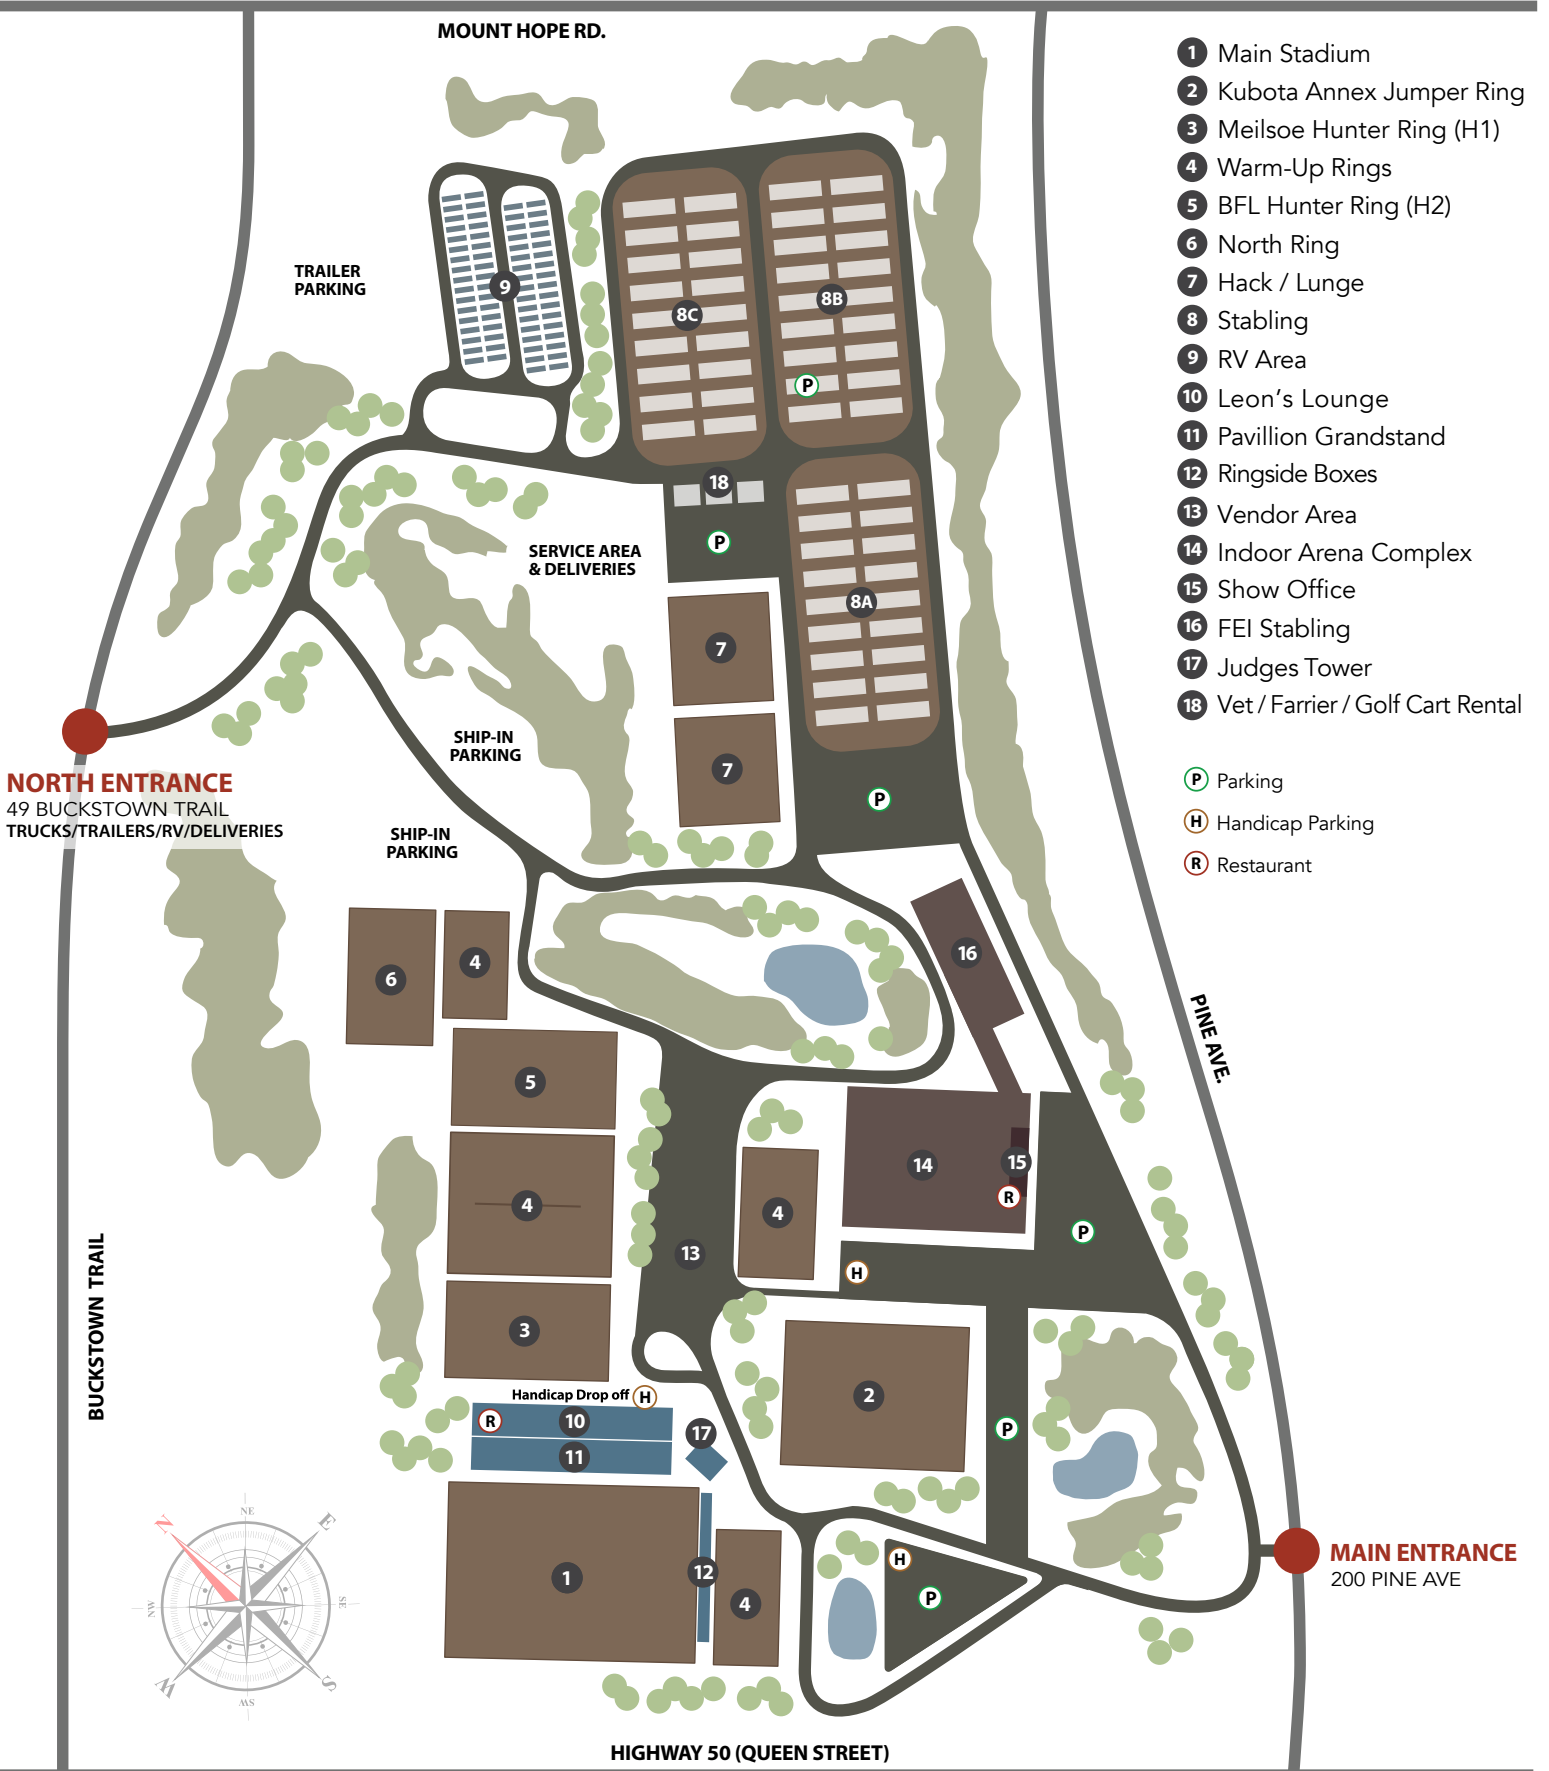 MOUNT HOPE RD.
1 Main Stadium
2 Kubota Annex Jumper Ring
3 Meilsoe Hunter Ring (H1)
4 Warm-Up Rings
5 BFL Hunter Ring (H2)
6 North Ring
7 Hack / Lunge
8 Stabling
9 RV Area
10 Leon's Lounge
11 Pavillion Grandstand
12 Ringside Boxes
13 Vendor Area
14 Indoor Arena Complex
15 Show Office
16 FEI Stabling
17 Judges Tower
18 Vet / Farrier / Golf Cart Rental
P Parking
H Handicap Parking
R Restaurant
TRAILER
PARKING
9
8C
8B
P
18
P
SERVICE AREA
& DELIVERIES
8A
7
7
SHIP-IN
PARKING
P
NORTH ENTRANCE
49 BUCKSTOWN TRAIL
TRUCKS/TRAILERS/RV/DELIVERIES
SHIP-IN
PARKING
6
4
16
PINE AVE.
5
4
14
15
R
4
13
P
H
3
2
BUCKSTOWN TRAIL
Handicap Drop off H
R
10
11
17
P
1
12
4
H
P
MAIN ENTRANCE
200 PINE AVE
N
NE
E
SE
S
SW
W
NW
HIGHWAY 50 (QUEEN STREET)